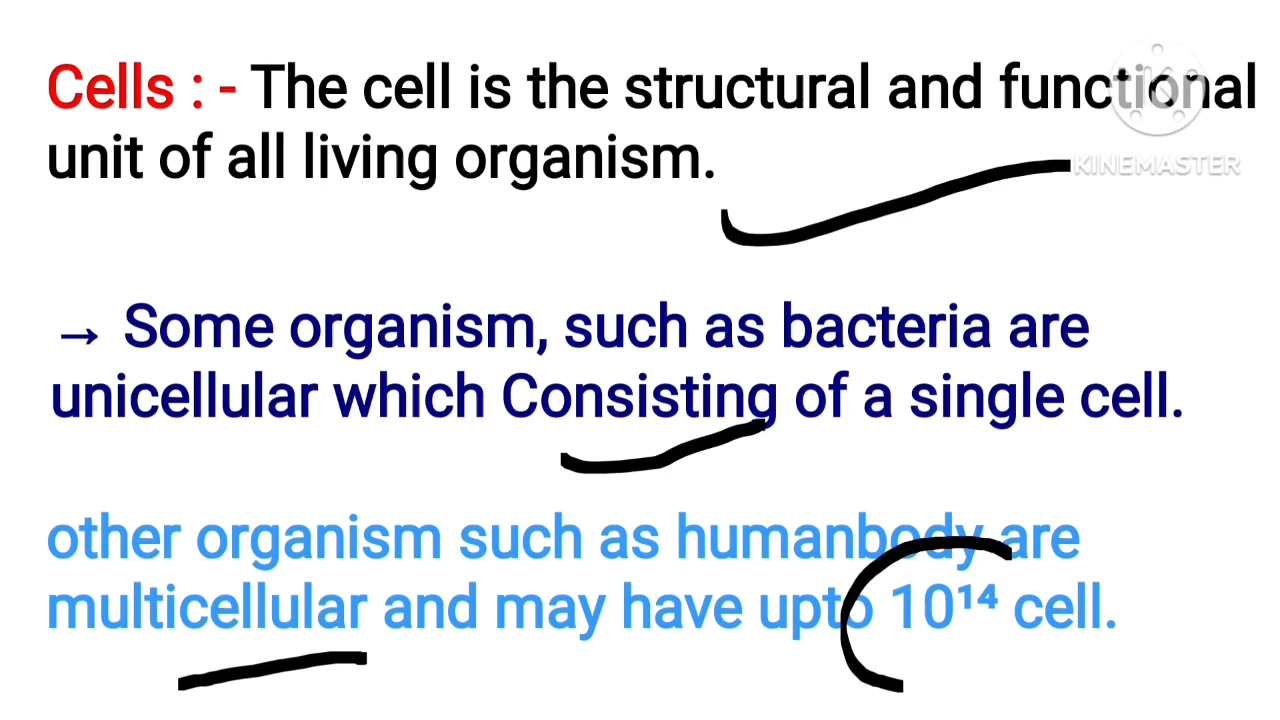 Cells : - The cell is the structural and functional
unit of all living organism.
KINEMASTER
→ Some organism, such as bacteria are
unicellular which Consisting of a single cell.
other organism such as humanbody are
multicellular and may have upto 10¹⁴ cell.